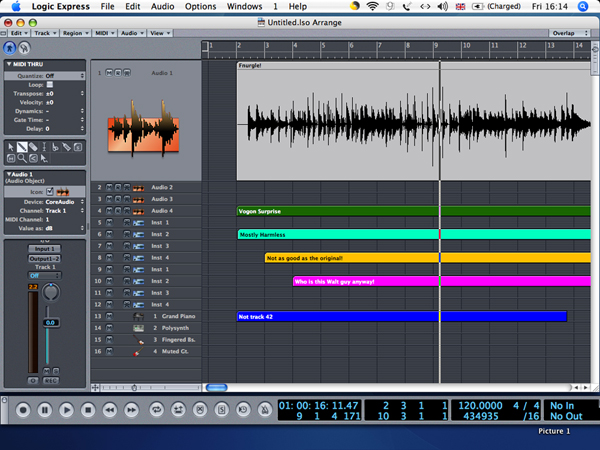 Logic Express File Edit Audio Options Windows 1 Help (Charged) Fri 16:14
Untitled.lso Arrange
Edit Track Region MIDI Audio View Overlap
1 2 3 4 5 6 7 8 9 10 11 12 13 14
MIDI THRU
Quantize: Off
Loop:
Transpose: ±0
Velocity: ±0
Dynamics: -
Gate Time: -
Delay: 0
Audio 1
(Audio Object)
Icon:
Device: CoreAudio
Channel: Track 1
MIDI Channel: 1
Value as: dB
Input 1
Output1-2
Track 1
Off
2.2
0.0
M S
REC
1 M R Audio 1
Fnurgle!
2 Audio 2
3 Audio 3
4 Audio 4 Vogon Surprise
5 Inst 1
6 Inst 2 Mostly Harmless
7 Inst 3
8 Inst 4 Not as good as the original!
9 Inst 1
10 Inst 2 Who is this Wait guy anyway!
11 Inst 3
12 Inst 4
13 1 Grand Piano Not track 42
14 2 Polysynth
15 3 Fingered Bs.
16 4 Muted Gt.
01: 00: 16: 11.47 2 3 1 1 120.0000 4 / 4 No In
9 1 4 171 10 3 1 1 434935 /16 No Out
Picture 1